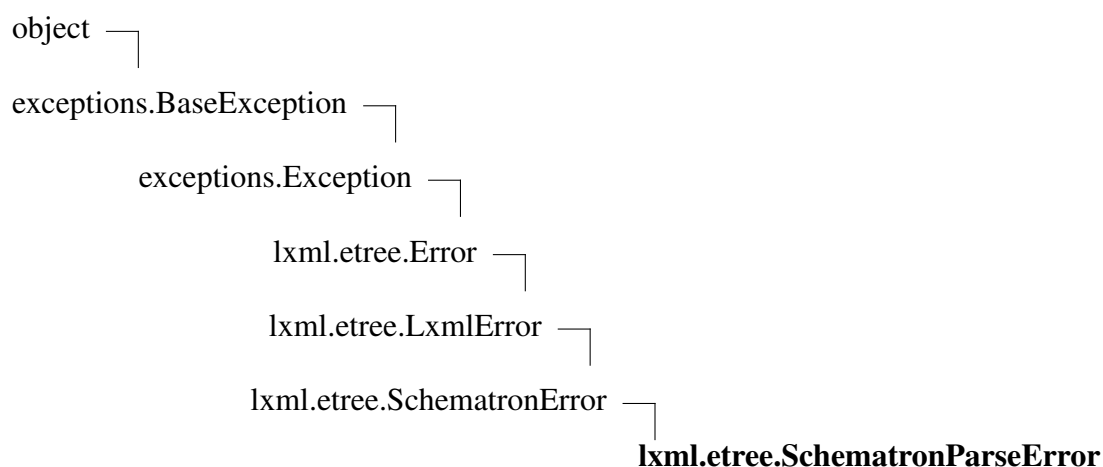 object
exceptions.BaseException
exceptions.Exception
lxml.etree.Error
lxml.etree.LxmlError
lxml.etree.SchematronError
lxml.etree.SchematronParseError